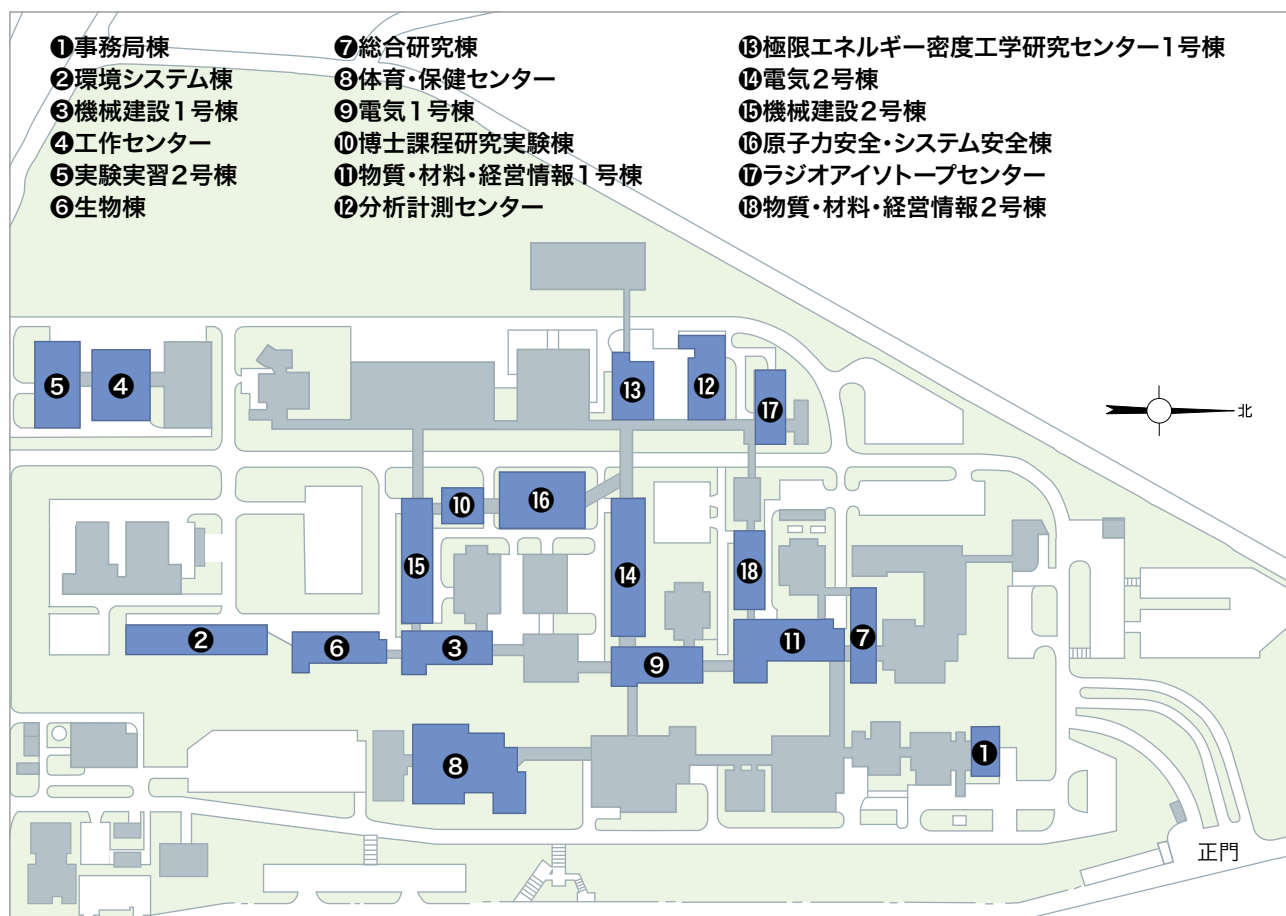 ❶事務局棟
❷環境システム棟
❸機械建設1号棟
❹工作センター
❺実験実習2号棟
❻生物棟
❼総合研究棟
❽体育・保健センター
❾電気1号棟
❿博士課程研究実験棟
⓫物質・材料・経営情報1号棟
⓬分析計測センター
⓭極限エネルギー密度工学研究センター1号棟
⓮電気2号棟
⓯機械建設2号棟
⓰原子力安全・システム安全棟
⓱ラジオアイソトープセンター
⓲物質・材料・経営情報2号棟
❺
❹
⓭
⓬
⓱
北
❿
⓰
⓯
⓮
⓲
❷
❻
❸
❾
⓫
❼
❽
❶
正門